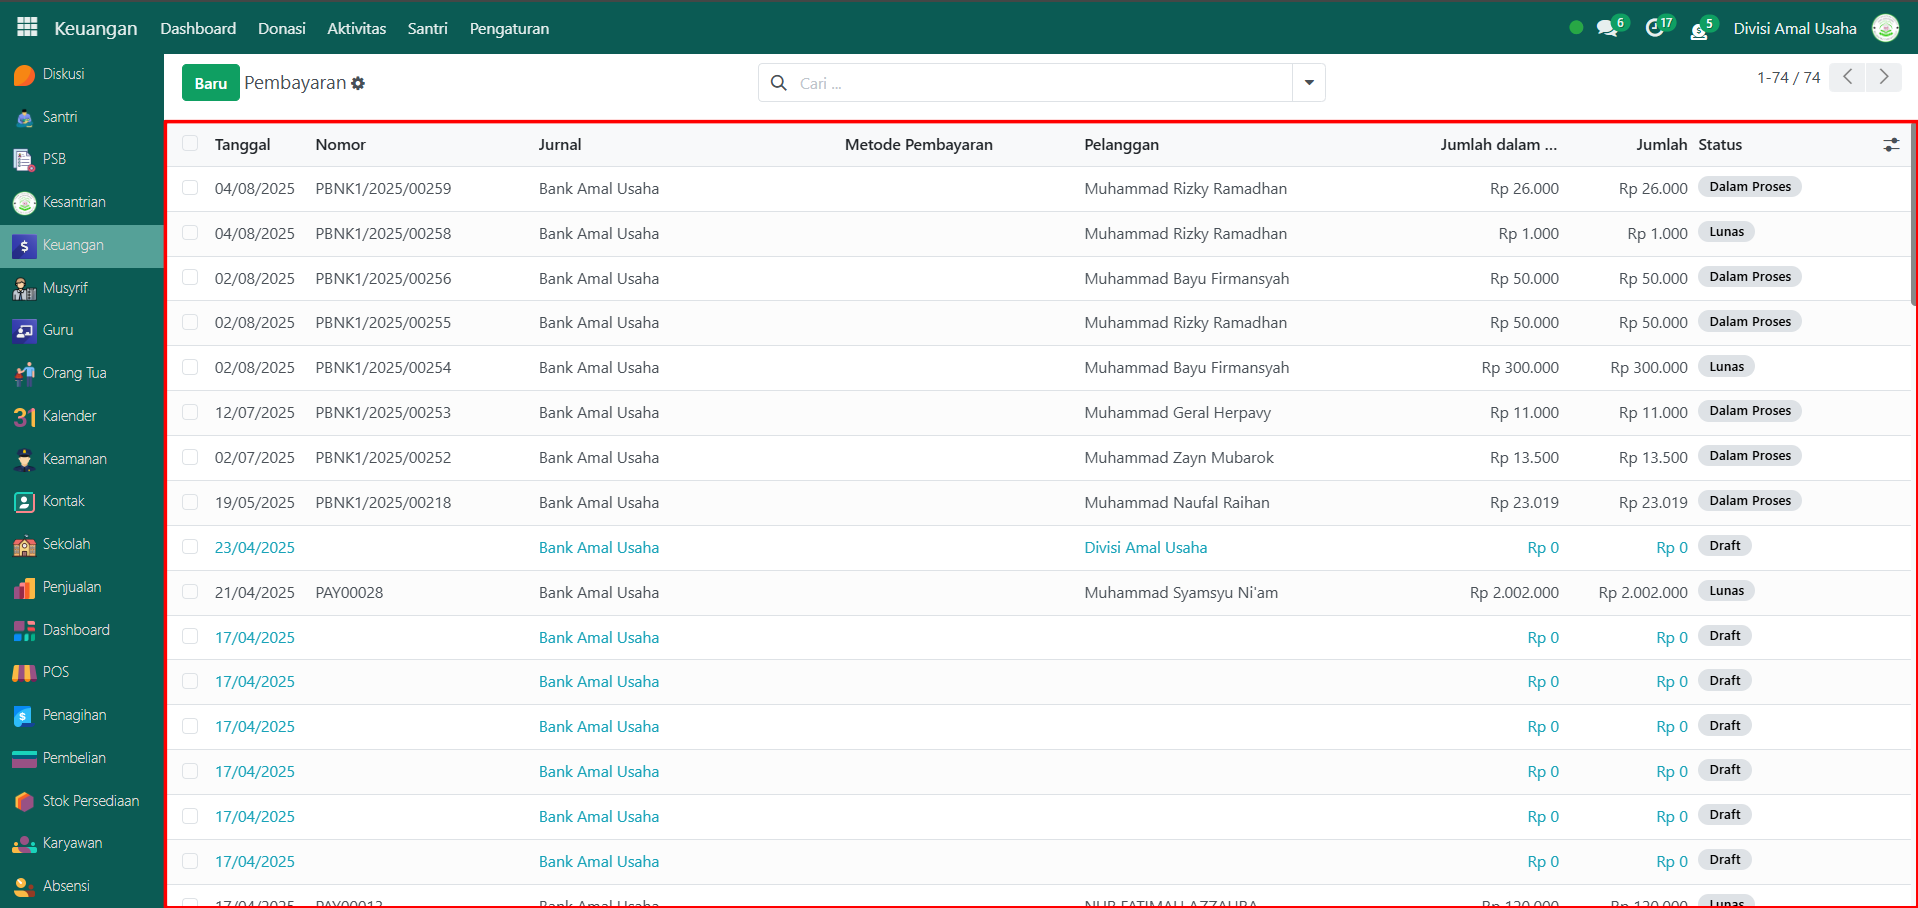 Keuangan Dashboard Donasi Aktivitas Santri Pengaturan 6 17 5 Divisi Amal Usaha
Diskusi
Santri
PSB
Kesantrian
Keuangan
Musyrif
Guru
Orang Tua
31 Kalender
Keamanan
Kontak
Sekolah
Penjualan
Dashboard
POS
Penagihan
Pembelian
Stok Persediaan
Karyawan
Absensi
Baru Pembayaran Cari ... 1-74 / 74
Tanggal Nomor Jurnal Metode Pembayaran Pelanggan Jumlah dalam ... Jumlah Status
04/08/2025 PBNK1/2025/00259 Bank Amal Usaha Muhammad Rizky Ramadhan Rp 26.000 Rp 26.000 Dalam Proses
04/08/2025 PBNK1/2025/00258 Bank Amal Usaha Muhammad Rizky Ramadhan Rp 1.000 Rp 1.000 Lunas
02/08/2025 PBNK1/2025/00256 Bank Amal Usaha Muhammad Bayu Firmansyah Rp 50.000 Rp 50.000 Dalam Proses
02/08/2025 PBNK1/2025/00255 Bank Amal Usaha Muhammad Rizky Ramadhan Rp 50.000 Rp 50.000 Dalam Proses
02/08/2025 PBNK1/2025/00254 Bank Amal Usaha Muhammad Bayu Firmansyah Rp 300.000 Rp 300.000 Lunas
12/07/2025 PBNK1/2025/00253 Bank Amal Usaha Muhammad Geral Herpavy Rp 11.000 Rp 11.000 Dalam Proses
02/07/2025 PBNK1/2025/00252 Bank Amal Usaha Muhammad Zayn Mubarok Rp 13.500 Rp 13.500 Dalam Proses
19/05/2025 PBNK1/2025/00218 Bank Amal Usaha Muhammad Naufal Raihan Rp 23.019 Rp 23.019 Dalam Proses
23/04/2025 Bank Amal Usaha Divisi Amal Usaha Rp 0 Rp 0 Draft
21/04/2025 PAY00028 Bank Amal Usaha Muhammad Syamsyu Ni'am Rp 2.002.000 Rp 2.002.000 Lunas
17/04/2025 Bank Amal Usaha Rp 0 Rp 0 Draft
17/04/2025 Bank Amal Usaha Rp 0 Rp 0 Draft
17/04/2025 Bank Amal Usaha Rp 0 Rp 0 Draft
17/04/2025 Bank Amal Usaha Rp 0 Rp 0 Draft
17/04/2025 Bank Amal Usaha Rp 0 Rp 0 Draft
17/04/2025 Bank Amal Usaha Rp 0 Rp 0 Draft
17/04/2025 Bank Amal Usaha Rp 120.000 Rp 120.000 Lunas